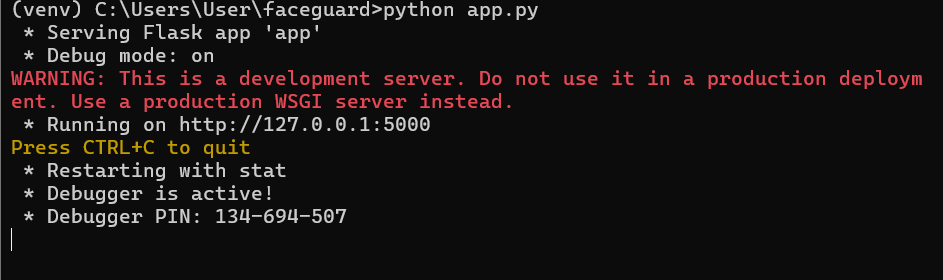 (venv) C:\Users\User\faceguard>python app.py
 * Serving Flask app 'app'
 * Debug mode: on
WARNING: This is a development server. Do not use it in a production deploym
ent. Use a production WSGI server instead.
 * Running on http://127.0.0.1:5000
Press CTRL+C to quit
 * Restarting with stat
 * Debugger is active!
 * Debugger PIN: 134-694-507